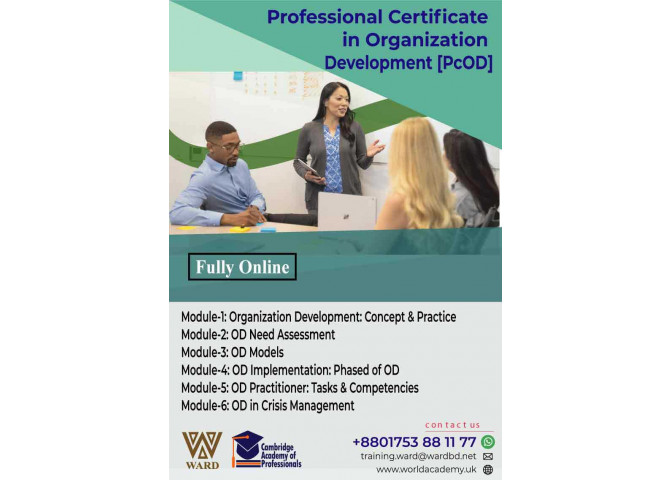 Professional Certificate
in Organization
Development [PcOD]
Fully Online
Module-1: Organization Development: Concept & Practice
Module-2: OD Need Assessment
Module-3: OD Models
Module-4: OD Implementation: Phased of OD
Module-5: OD Practitioner: Tasks & Competencies
Module-6: OD in Crisis Management
contact us
+8801753 88 11 77
training.ward@wardbd.net
www.worldacademy.uk
WARD
Cambridge
Academy of
Professionals